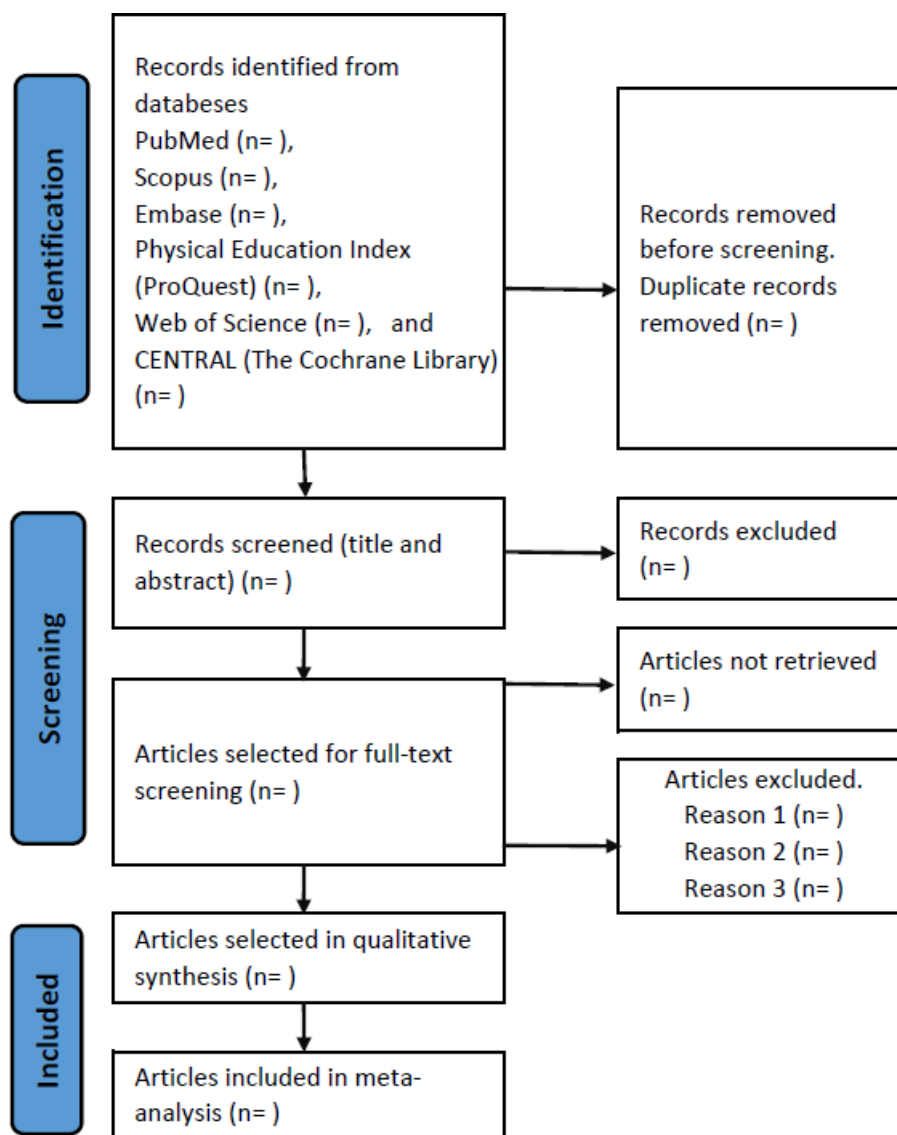 Identification
Records identified from
databeses
PubMed (n= ),
Scopus (n= ),
Embase (n= ),
Physical Education Index
(ProQuest) (n= ),
Web of Science (n= ),   and
CENTRAL (The Cochrane Library)
(n= )
Records removed
before screening.
Duplicate records
removed (n= )
Screening
Records screened (title and
abstract) (n= )
Records excluded
(n= )
Articles not retrieved
(n= )
Articles selected for full-text
screening (n= )
Articles excluded.
Reason 1 (n= )
Reason 2 (n= )
Reason 3 (n= )
Included
Articles selected in qualitative
synthesis (n= )
Articles included in meta-
analysis (n= )